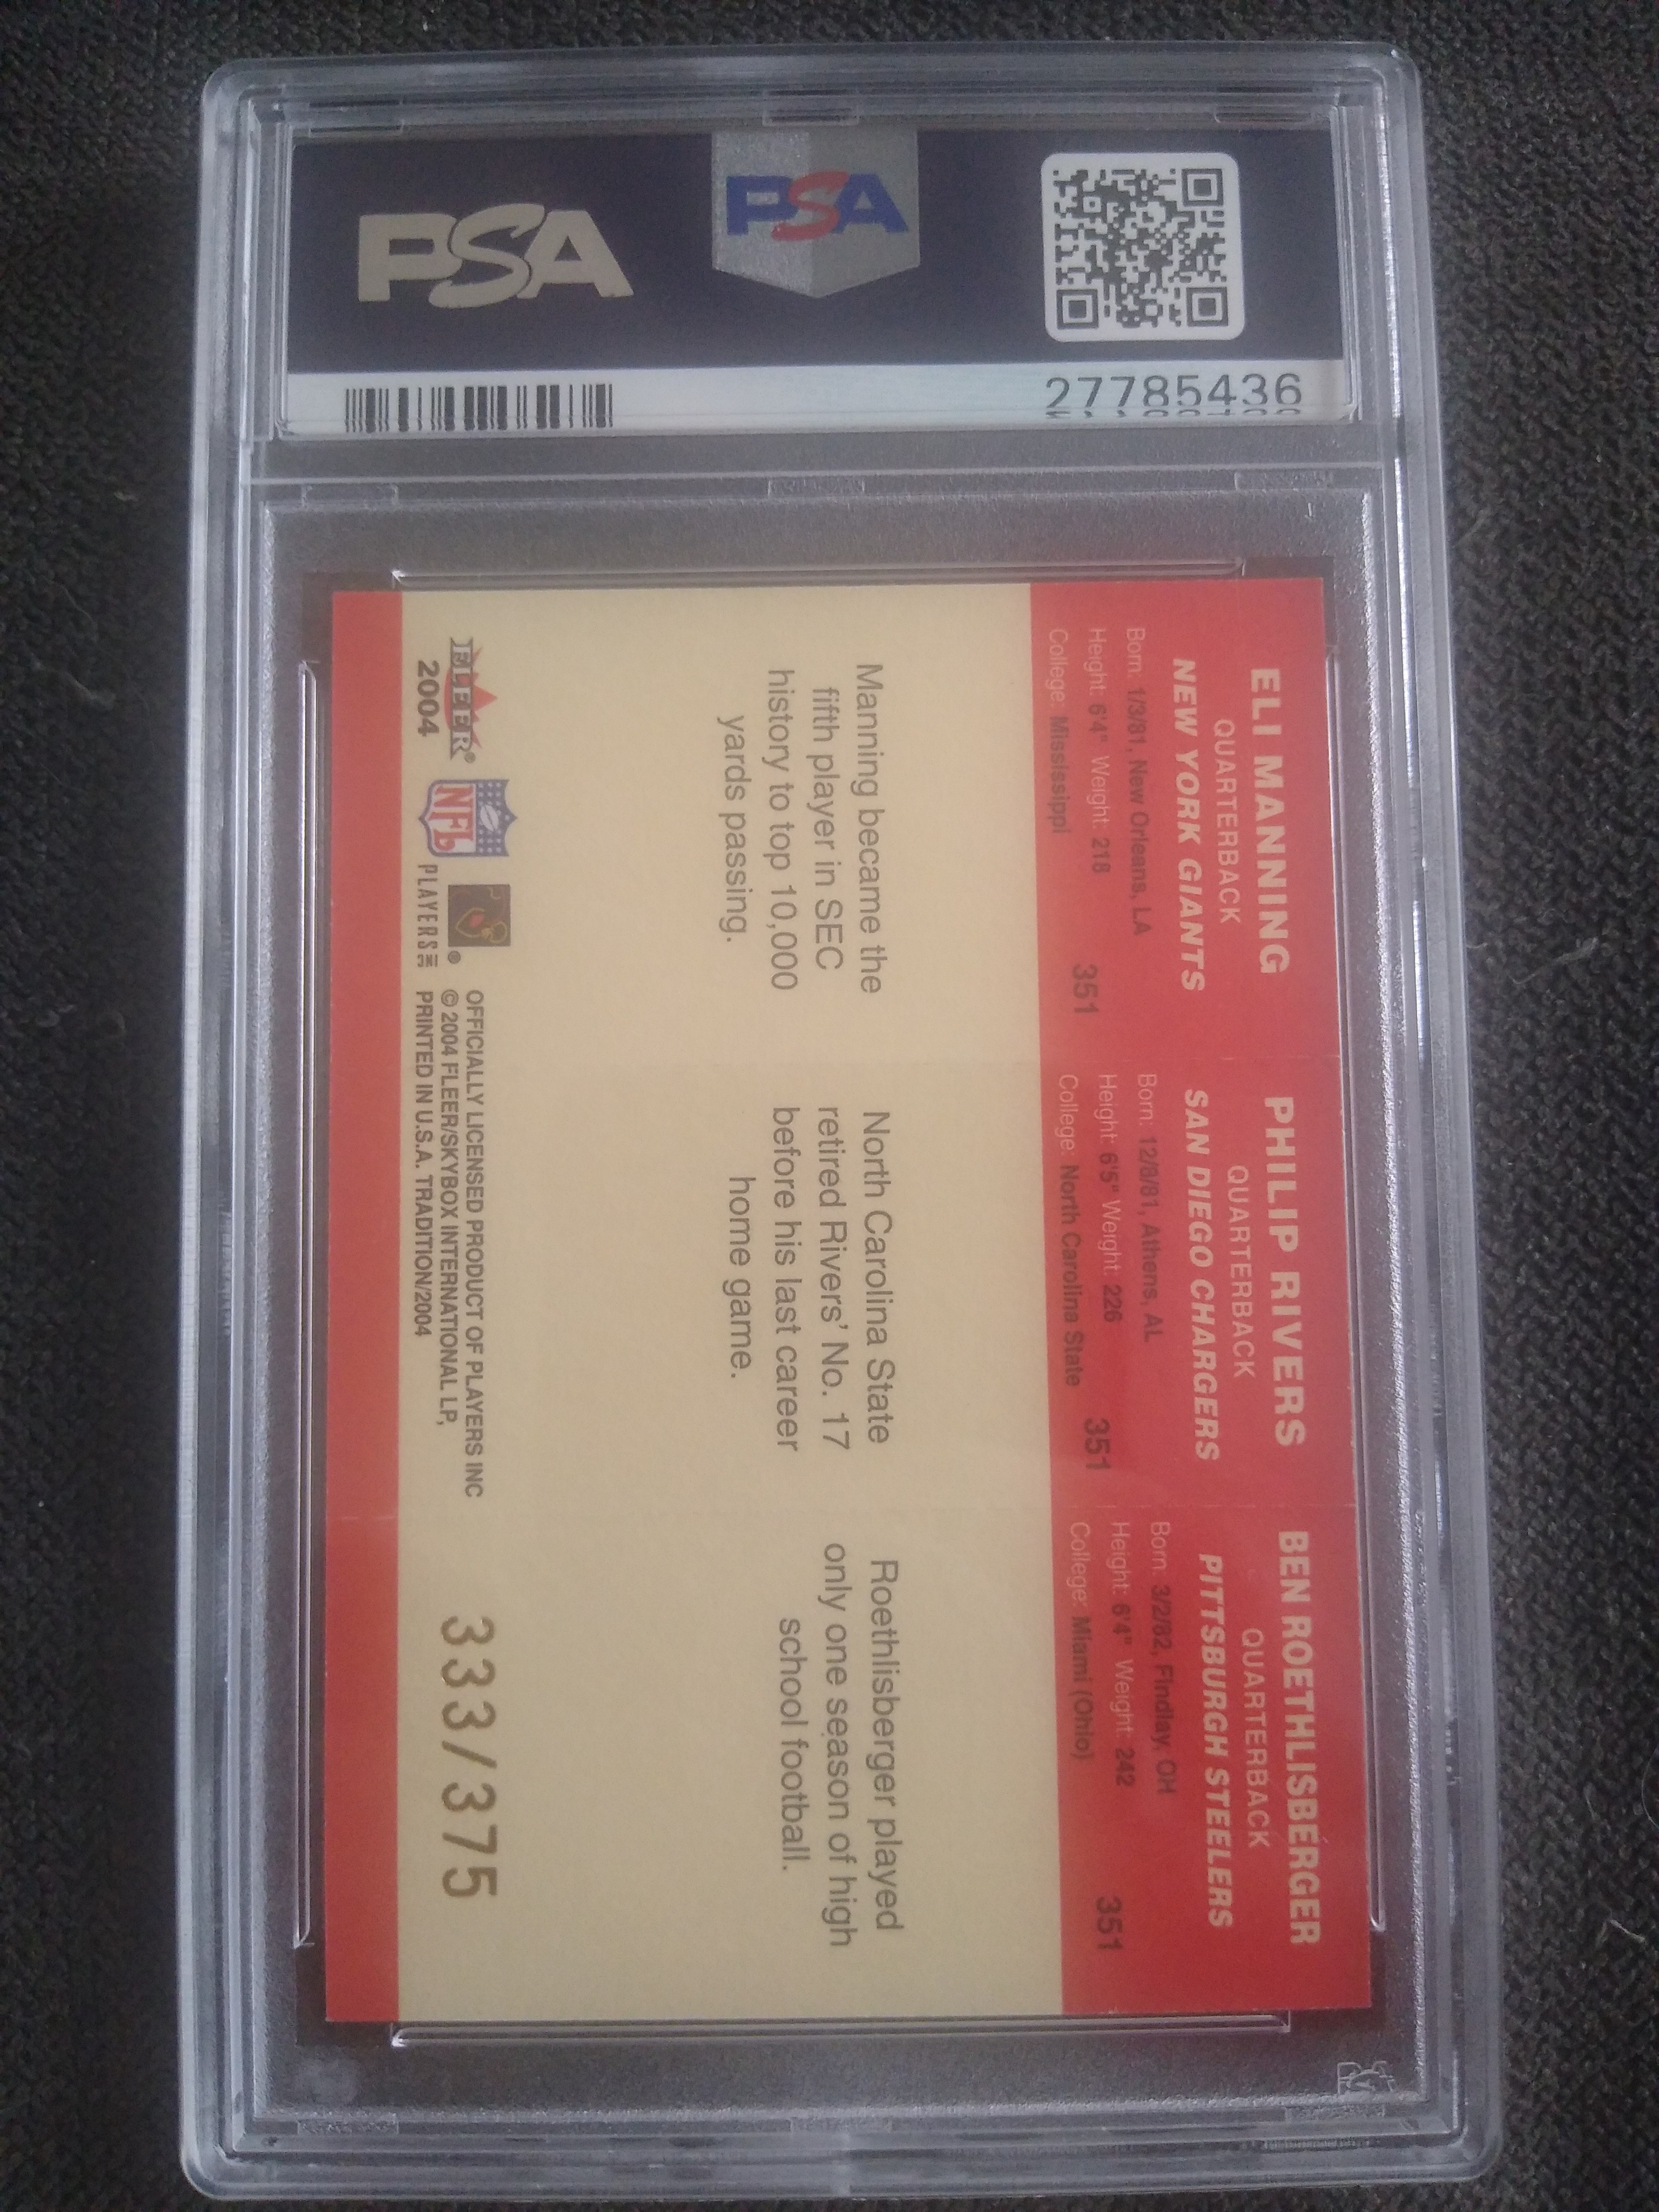 PSA
PSA
27785436
ELI MANNING
QUARTERBACK
NEW YORK GIANTS
Born: 1/3/81, New Orleans, LA
Height: 6'4" Weight: 218
College: Mississippi
351
Manning became the
fifth player in SEC
history to top 10,000
yards passing.
PHILIP RIVERS
QUARTERBACK
SAN DIEGO CHARGERS
Born: 12/8/81, Athens, AL
Height: 6'5" Weight: 226
College: North Carolina State
351
North Carolina State
retired Rivers' No. 17
before his last career
home game.
BEN ROETHLISBERGER
QUARTERBACK
PITTSBURGH STEELERS
Born: 3/2/82, Findlay, OH
Height: 6'4" Weight: 242
College: Miami (Ohio)
351
Roethlisberger played
only one season of high
school football.
FLEER®
2004
NFL
PLAYERS
OFFICIALLY LICENSED PRODUCT OF PLAYERS INC
© 2004 FLEER/SKYBOX INTERNATIONAL LP,
PRINTED IN U.S.A. TRADITION/2004
333/375